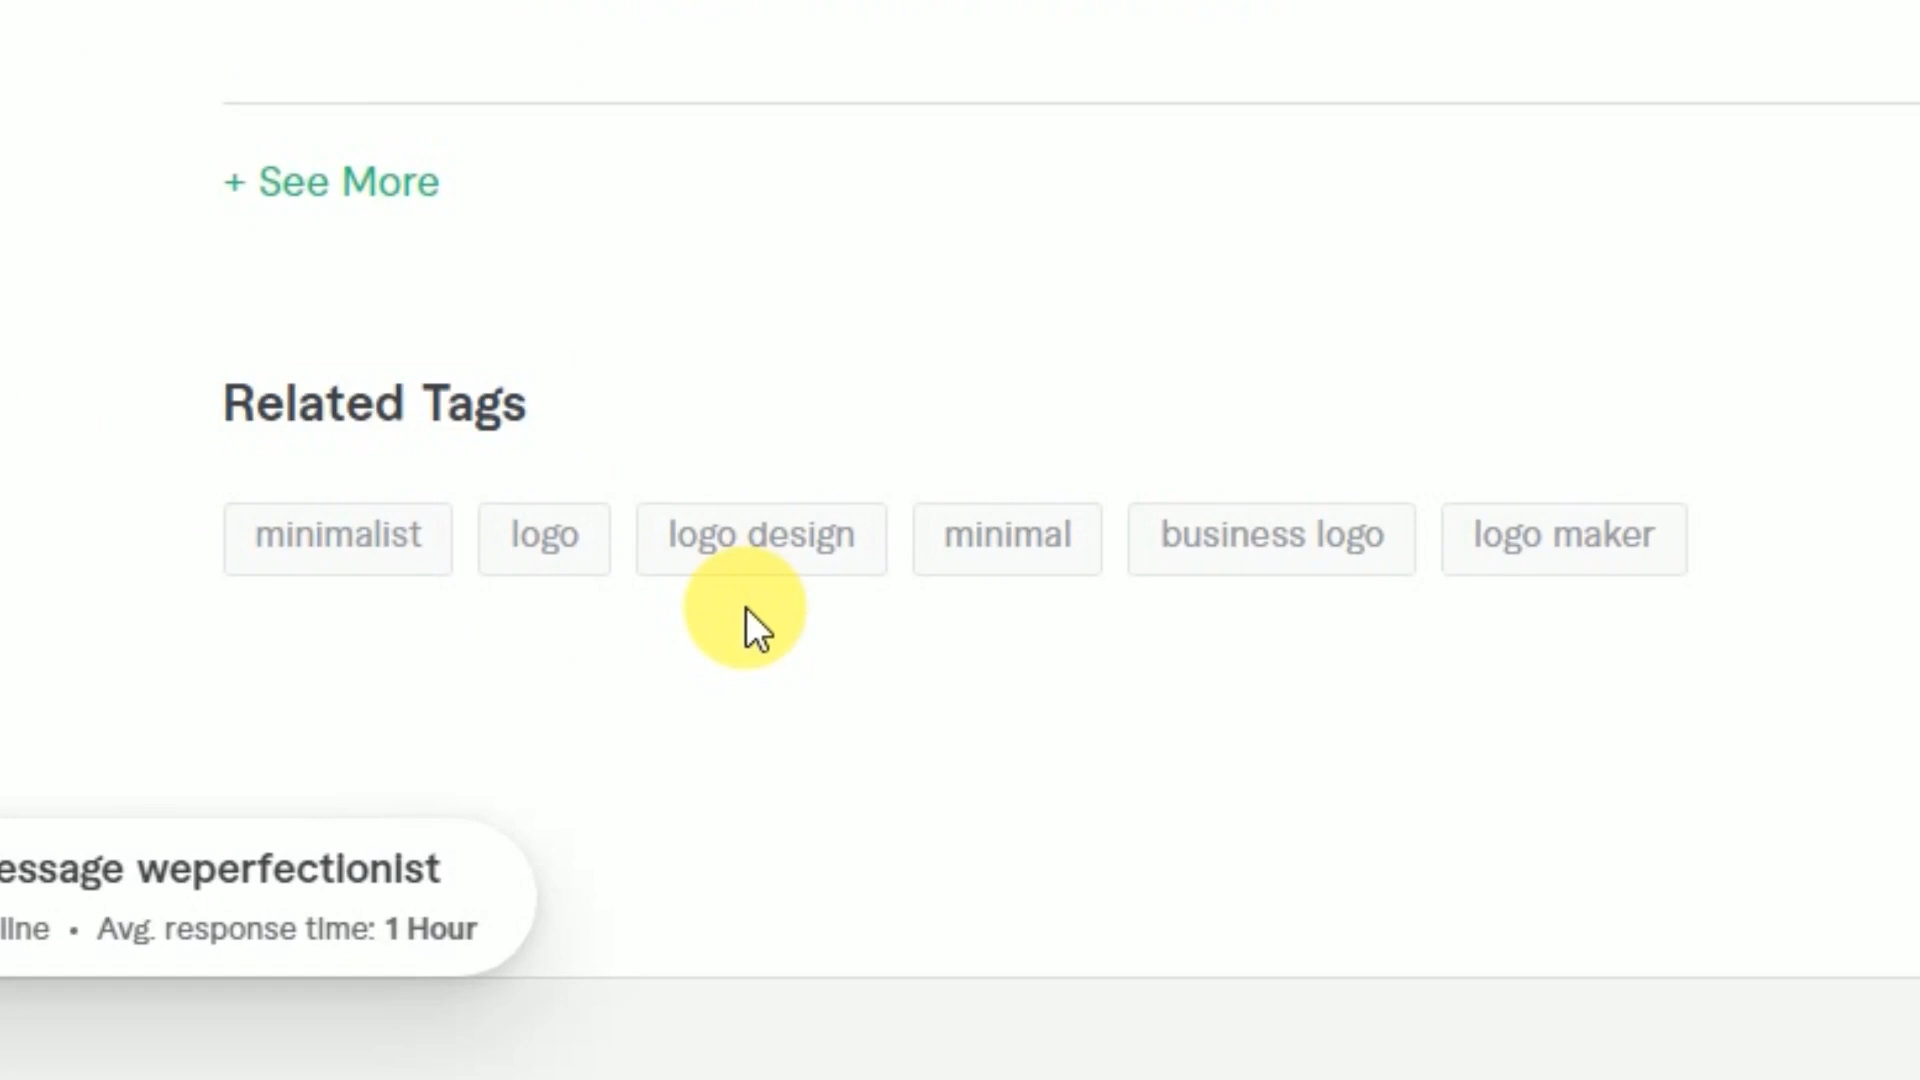 + See More
Related Tags
minimalist
logo
logo design
minimal
business logo
logo maker
essage weperfectionist
line • Avg. response time: 1 Hour